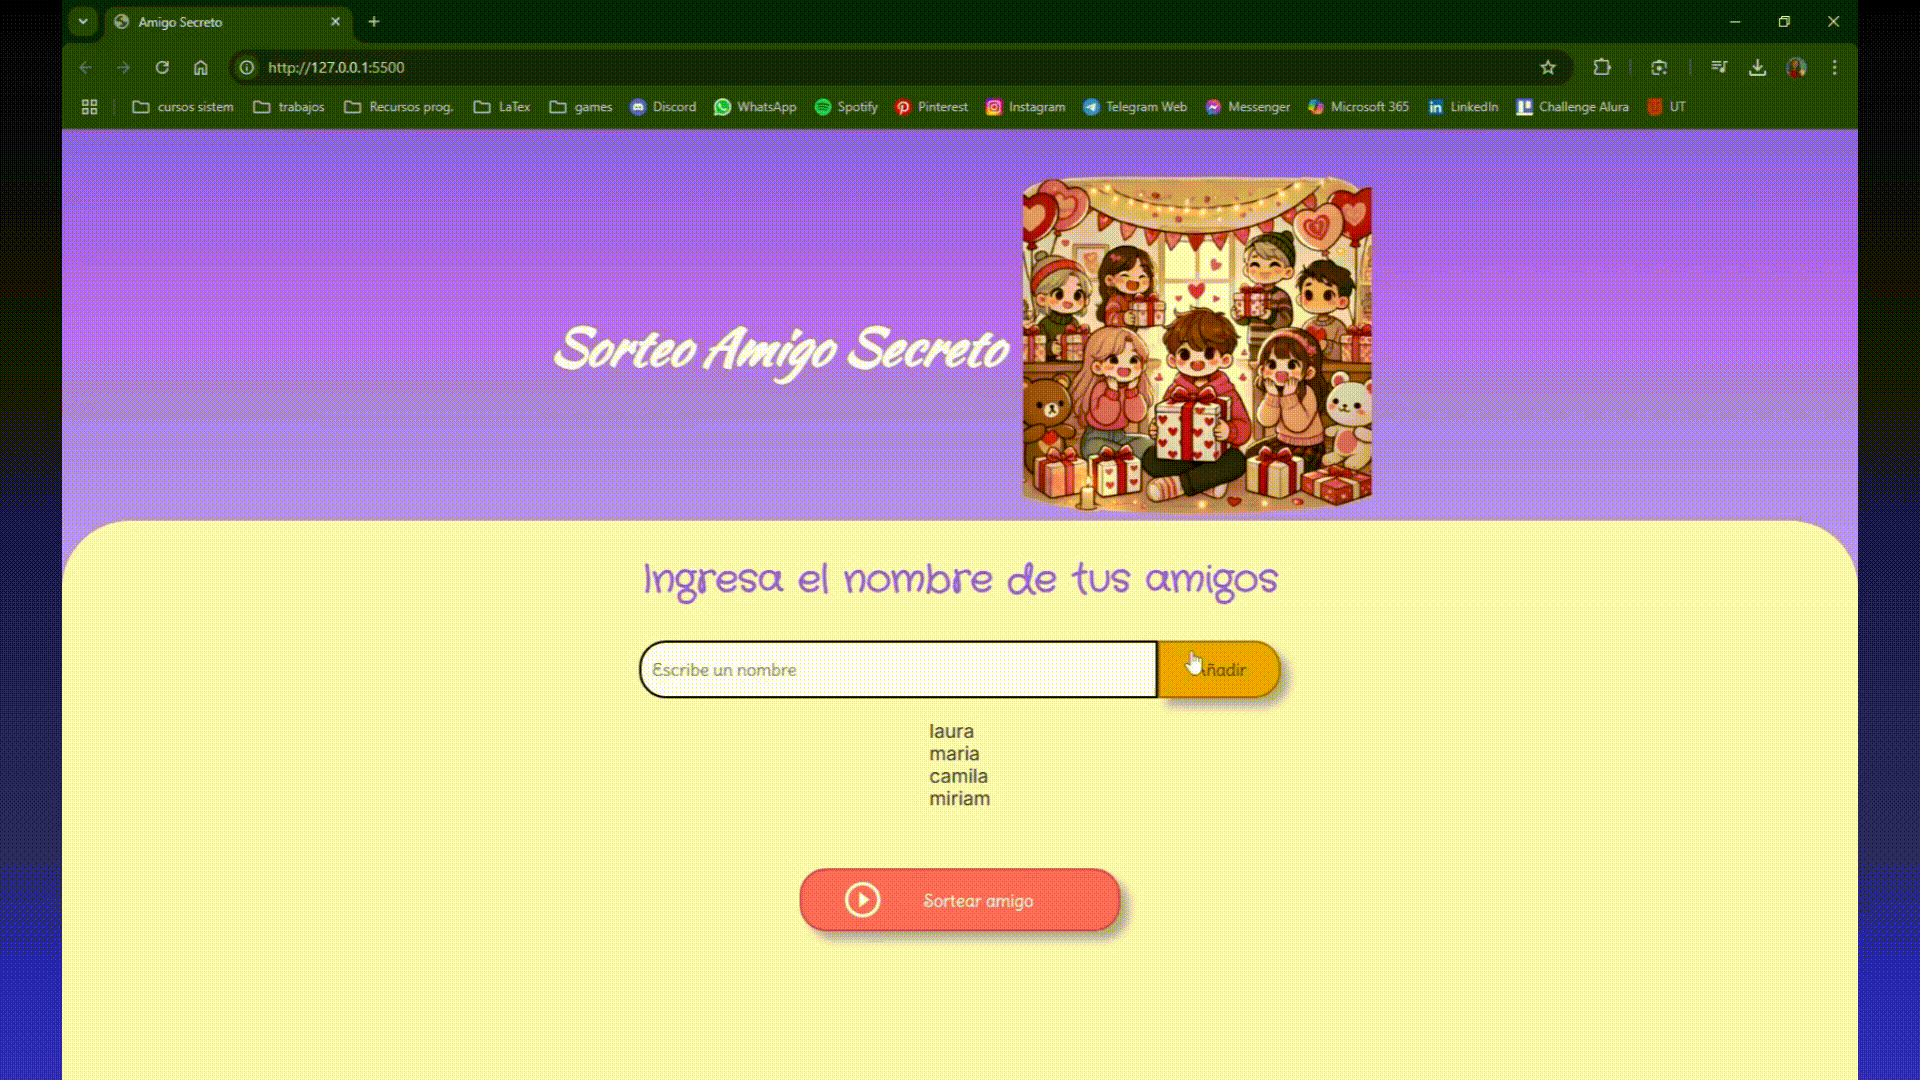 Amigo Secreto
http://127.0.0.1:5500
cursos sistem trabajos Recursos prog. LaTex games Discord WhatsApp Spotify Pinterest Instagram Telegram Web Messenger Microsoft 365 LinkedIn Challenge Alura UT
Sorteo Amigo Secreto
Ingresa el nombre de tus amigos
Escribe un nombre
Añadir
laura
maria
camila
miriam
Sortear amigo